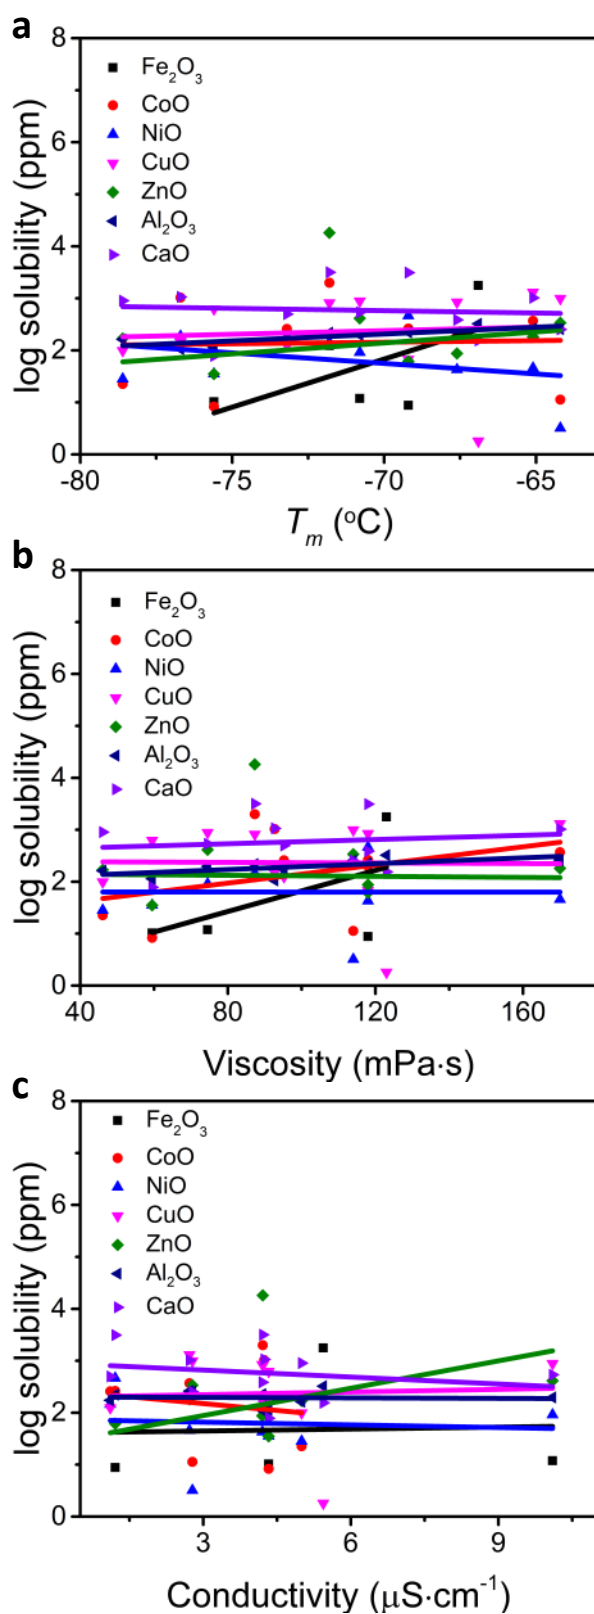 a
log solubility (ppm)
8
6
4
2
0
Fe₂O₃
CoO
NiO
CuO
ZnO
Al₂O₃
CaO
-80 -75 -70 -65
Tₘ (°C)
b
log solubility (ppm)
8
6
4
2
0
Fe₂O₃
CoO
NiO
CuO
ZnO
Al₂O₃
CaO
40 80 120 160
Viscosity (mPa·s)
c
log solubility (ppm)
8
6
4
2
0
Fe₂O₃
CoO
NiO
CuO
ZnO
Al₂O₃
CaO
3 6 9
Conductivity (μS·cm⁻¹)